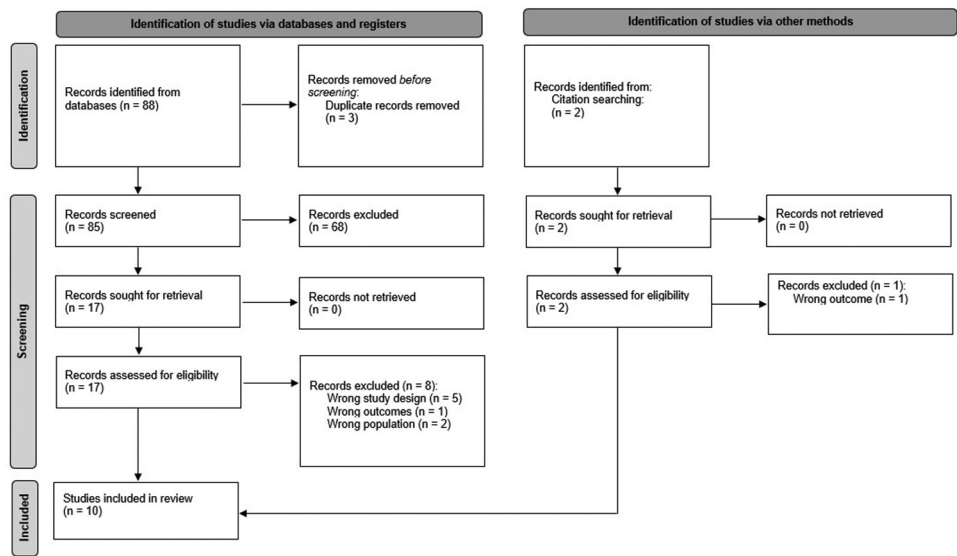 Identification of studies via databases and registers
Identification of studies via other methods
Identification
Records identified from
databases (n = 88)
Records removed before
screening:
Duplicate records removed
(n = 3)
Records identified from:
Citation searching:
(n = 2)
Screening
Records screened
(n = 85)
Records excluded
(n = 68)
Records sought for retrieval
(n = 2)
Records not retrieved
(n = 0)
Records sought for retrieval
(n = 17)
Records not retrieved
(n = 0)
Records assessed for eligibility
(n = 2)
Records excluded (n = 1):
Wrong outcome (n = 1)
Records assessed for eligibility
(n = 17)
Records excluded (n = 8):
Wrong study design (n = 5)
Wrong outcomes (n = 1)
Wrong population (n = 2)
Included
Studies included in review
(n = 10)